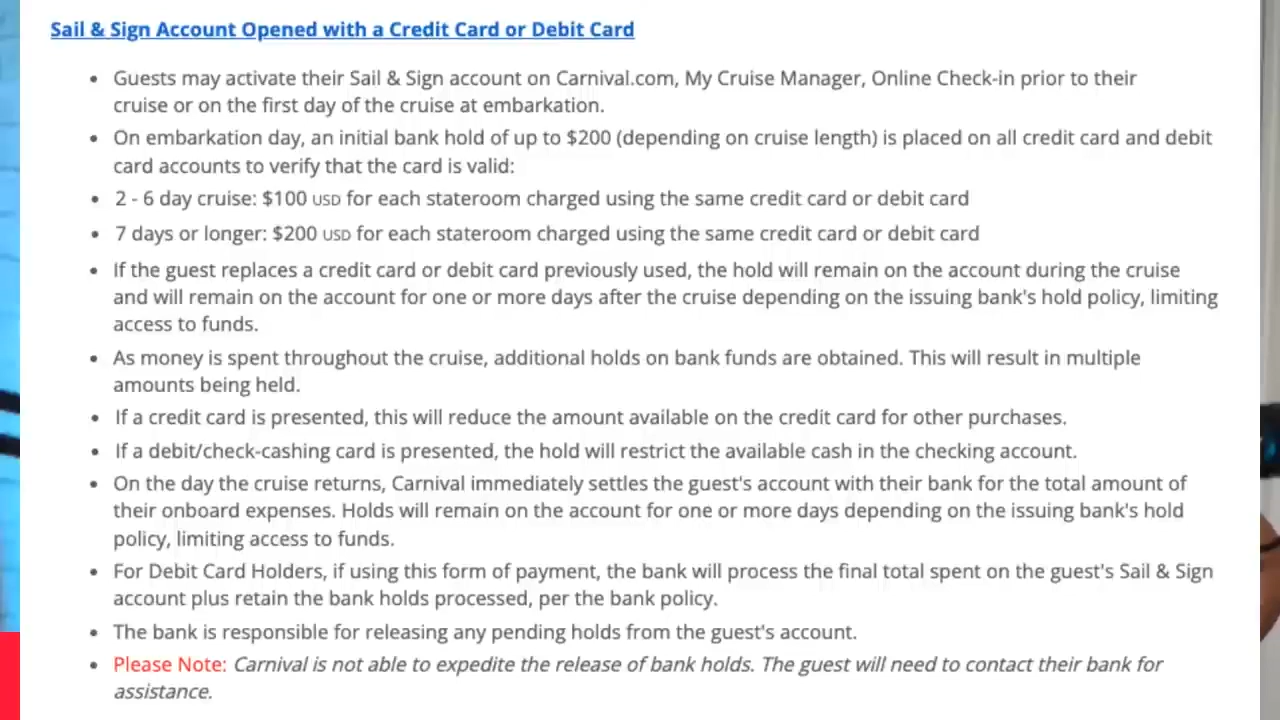 Sail & Sign Account Opened with a Credit Card or Debit Card
• Guests may activate their Sail & Sign account on Carnival.com, My Cruise Manager, Online Check-in prior to their
cruise or on the first day of the cruise at embarkation.
• On embarkation day, an initial bank hold of up to $200 (depending on cruise length) is placed on all credit card and debit
card accounts to verify that the card is valid:
• 2 - 6 day cruise: $100 USD for each stateroom charged using the same credit card or debit card
• 7 days or longer: $200 USD for each stateroom charged using the same credit card or debit card
• If the guest replaces a credit card or debit card previously used, the hold will remain on the account during the cruise
and will remain on the account for one or more days after the cruise depending on the issuing bank's hold policy, limiting
access to funds.
• As money is spent throughout the cruise, additional holds on bank funds are obtained. This will result in multiple
amounts being held.
• If a credit card is presented, this will reduce the amount available on the credit card for other purchases.
• If a debit/check-cashing card is presented, the hold will restrict the available cash in the checking account.
• On the day the cruise returns, Carnival immediately settles the guest's account with their bank for the total amount of
their onboard expenses. Holds will remain on the account for one or more days depending on the issuing bank's hold
policy, limiting access to funds.
• For Debit Card Holders, if using this form of payment, the bank will process the final total spent on the guest's Sail & Sign
account plus retain the bank holds processed, per the bank policy.
• The bank is responsible for releasing any pending holds from the guest's account.
• Please Note: Carnival is not able to expedite the release of bank holds. The guest will need to contact their bank for
assistance.